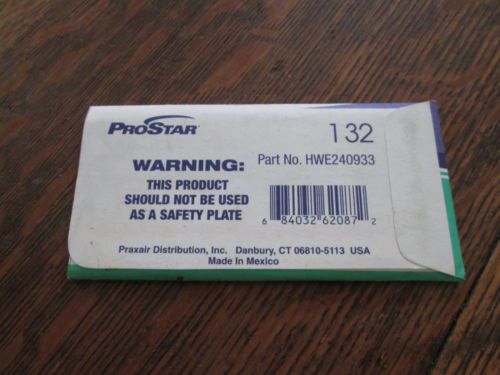 PROSTAR
132
WARNING:
Part No. HWE240933
THIS PRODUCT
SHOULD NOT BE USED
AS A SAFETY PLATE
6 84032 62087 2
Praxair Distribution, Inc. Danbury, CT 06810-5113 USA
Made In Mexico